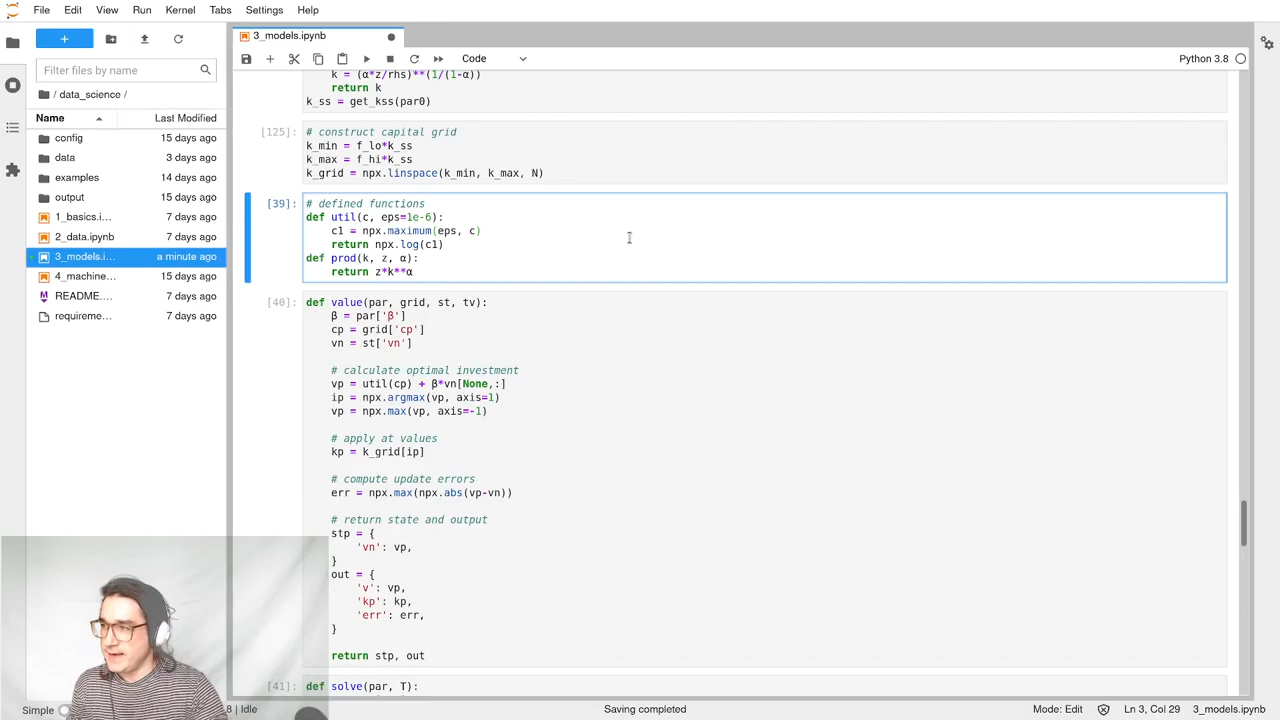 File Edit View Run Kernel Tabs Settings Help
3_models.ipynb
Code
Python 3.8
Filter files by name
/ data_science /
Name Last Modified
config 15 days ago
data 3 days ago
examples 14 days ago
output 15 days ago
1_basics.i… 7 days ago
2_data.ipynb 7 days ago
3_models.i… a minute ago
4_machine… 15 days ago
README.… 7 days ago
requireme… 7 days ago
k = (α*z/rhs)**(1/(1-α))
return k
k_ss = get_kss(par0)
[125]: # construct capital grid
k_min = f_lo*k_ss
k_max = f_hi*k_ss
k_grid = npx.linspace(k_min, k_max, N)
[39]: # defined functions
def util(c, eps=1e-6):
c1 = npx.maximum(eps, c)
return npx.log(c1)
def prod(k, z, α):
return z*k**α
[40]: def value(par, grid, st, tv):
β = par['β']
cp = grid['cp']
vn = st['vn']
# calculate optimal investment
vp = util(cp) + β*vn[None,:]
ip = npx.argmax(vp, axis=1)
vp = npx.max(vp, axis=-1)
# apply at values
kp = k_grid[ip]
# compute update errors
err = npx.max(npx.abs(vp-vn))
# return state and output
stp = {
'vn': vp,
}
out = {
'v': vp,
'kp': kp,
'err': err,
}
return stp, out
[41]: def solve(par, T):
Simple 8 | Idle Saving completed Mode: Edit Ln 3, Col 29 3_models.ipynb